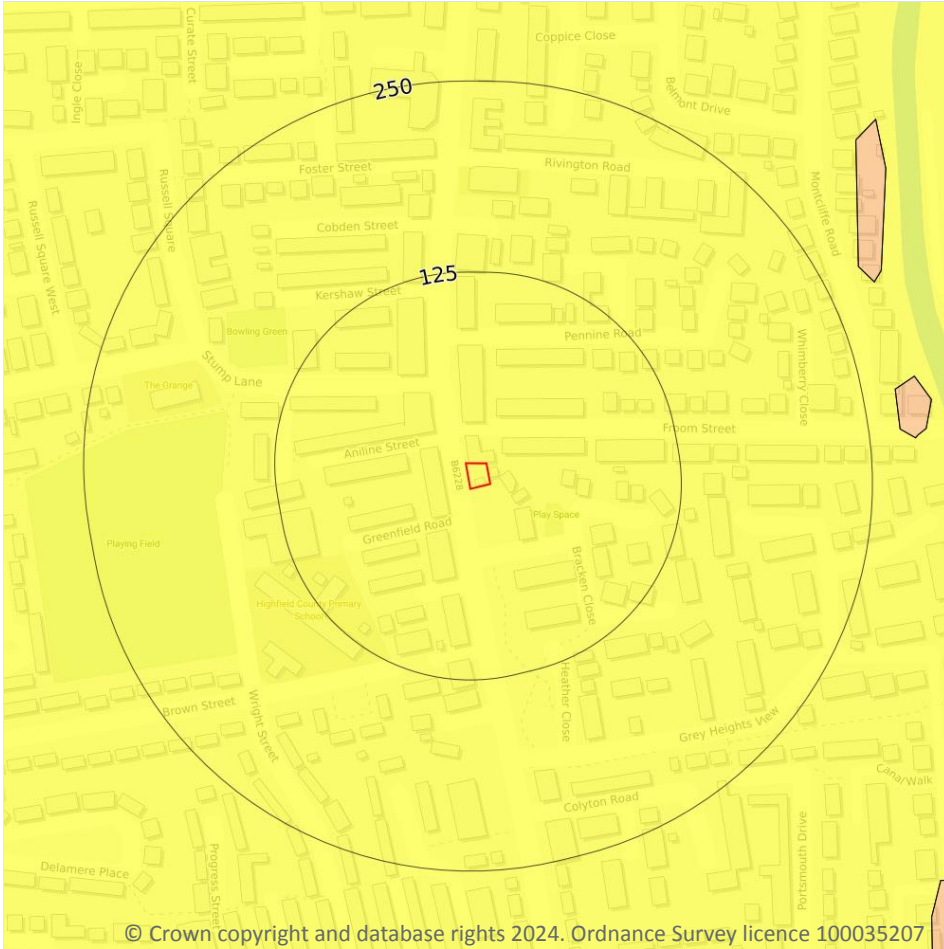 Coppice Close
Curate Street
Ingle Close
250
Belmont Drive
Foster Street
Rivington Road
Russell Square
Montcliffe Road
Russell Square West
Cobden Street
125
Kershaw Street
Bowling Green
Pennine Road
Whimberry Close
Stump Lane
The Grange
Froom Street
Aniline Street
B6228
Play Space
Greenfield Road
Playing Field
Bracken Close
Highfield County Primary
School
Heather Close
Brown Street
Wright Street
Grey Heights View
Canal Walk
Colyton Road
Portsmouth Drive
Delamere Place
Progress Street
© Crown copyright and database rights 2024. Ordnance Survey licence 100035207